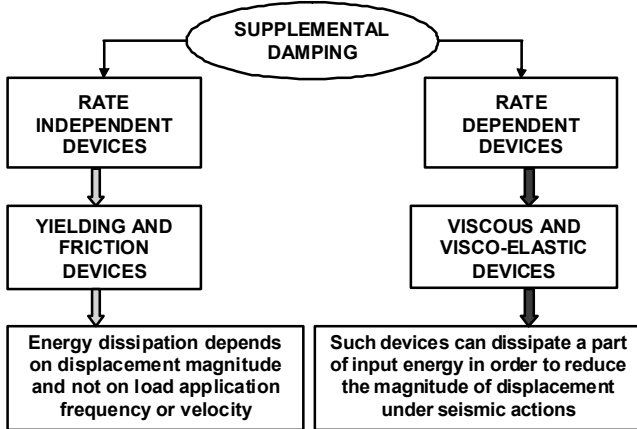 SUPPLEMENTAL
DAMPING
RATE
INDEPENDENT
DEVICES
RATE
DEPENDENT
DEVICES
YIELDING AND
FRICTION
DEVICES
VISCOUS AND
VISCO-ELASTIC
DEVICES
Energy dissipation depends
on displacement magnitude
and not on load application
frequency or velocity
Such devices can dissipate a part
of input energy in order to reduce
the magnitude of displacement
under seismic actions